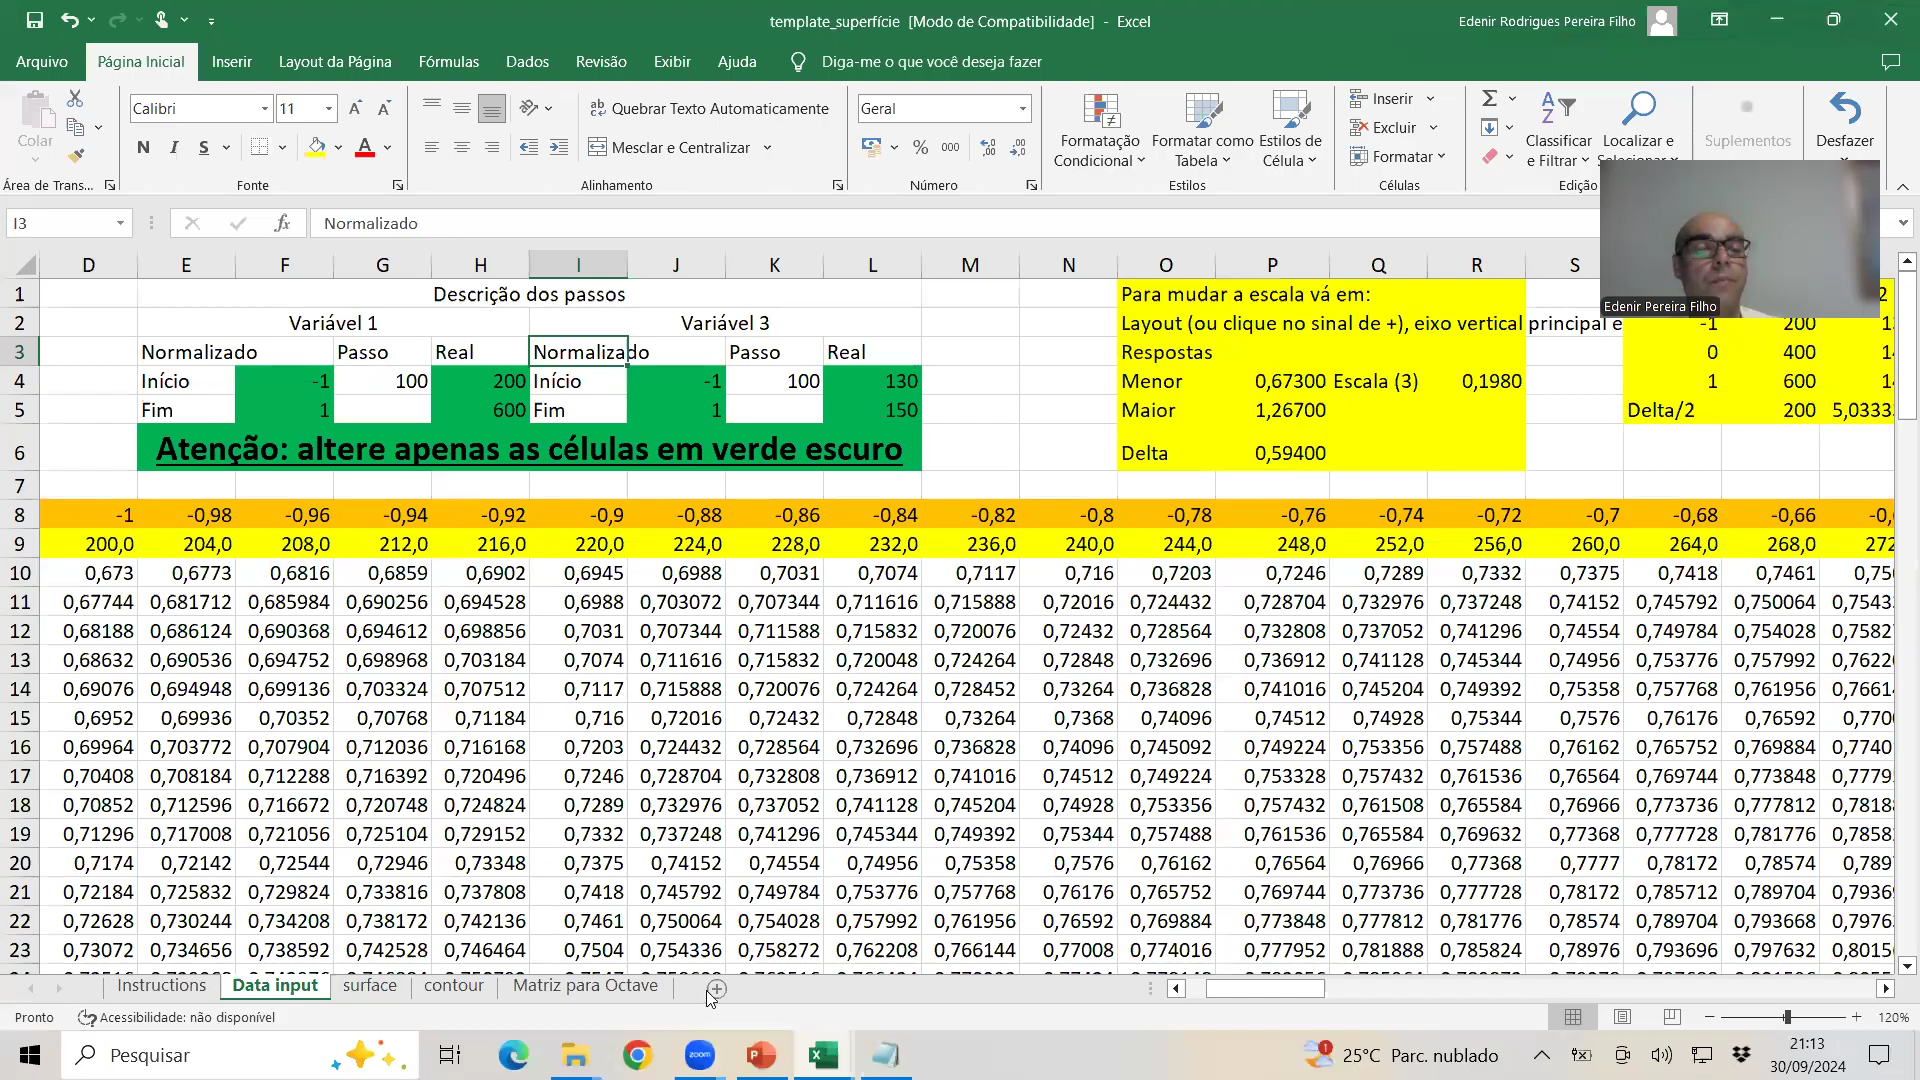 template_superfície [Modo de Compatibilidade] - Excel
Edenir Rodrigues Pereira Filho
Arquivo Página Inicial Inserir Layout da Página Fórmulas Dados Revisão Exibir Ajuda Diga-me o que você deseja fazer
Colar
Calibri 11
Quebrar Texto Automaticamente
Geral
N I S
Mesclar e Centralizar
% 000
Formatação Condicional
Formatar como Tabela
Estilos de Célula
Inserir
Excluir
Formatar
Classificar e Filtrar
Localizar e
Suplementos
Desfazer
Área de Trans... Fonte Alinhamento Número Estilos Células Edição
I3 fx Normalizado
Edenir Pereira Filho
D E F G H I J K L M N O P Q R S
1 Descrição dos passos Para mudar a escala vá em: 2
2 Variável 1 Variável 3 Layout (ou clique no sinal de +), eixo vertical principal e -1 200
3 Normalizado Passo Real Normalizado Passo Real Respostas 0 400
4 Início -1 100 200 Início -1 100 130 Menor 0,67300 Escala (3) 0,1980 1 600
5 Fim 1 600 Fim 1 150 Maior 1,26700 Delta/2 200 5,0333
6 Atenção: altere apenas as células em verde escuro Delta 0,59400
7
8 -1 -0,98 -0,96 -0,94 -0,92 -0,9 -0,88 -0,86 -0,84 -0,82 -0,8 -0,78 -0,76 -0,74 -0,72 -0,7 -0,68 -0,66
9 200,0 204,0 208,0 212,0 216,0 220,0 224,0 228,0 232,0 236,0 240,0 244,0 248,0 252,0 256,0 260,0 264,0 268,0 272
10 0,673 0,6773 0,6816 0,6859 0,6902 0,6945 0,6988 0,7031 0,7074 0,7117 0,716 0,7203 0,7246 0,7289 0,7332 0,7375 0,7418 0,7461
11 0,67744 0,681712 0,685984 0,690256 0,694528 0,6988 0,703072 0,707344 0,711616 0,715888 0,72016 0,724432 0,728704 0,732976 0,737248 0,74152 0,745792 0,750064
12 0,68188 0,686124 0,690368 0,694612 0,698856 0,7031 0,707344 0,711588 0,715832 0,720076 0,72432 0,728564 0,732808 0,737052 0,741296 0,74554 0,749784 0,754028
13 0,68632 0,690536 0,694752 0,698968 0,703184 0,7074 0,711616 0,715832 0,720048 0,724264 0,72848 0,732696 0,736912 0,741128 0,745344 0,74956 0,753776 0,757992
14 0,69076 0,694948 0,699136 0,703324 0,707512 0,7117 0,715888 0,720076 0,724264 0,728452 0,73264 0,736828 0,741016 0,745204 0,749392 0,75358 0,757768 0,761956
15 0,6952 0,69936 0,70352 0,70768 0,71184 0,716 0,72016 0,72432 0,72848 0,73264 0,7368 0,74096 0,74512 0,74928 0,75344 0,7576 0,76176 0,76592
16 0,69964 0,703772 0,707904 0,712036 0,716168 0,7203 0,724432 0,728564 0,732696 0,736828 0,74096 0,745092 0,749224 0,753356 0,757488 0,76162 0,765752 0,769884
17 0,70408 0,708184 0,712288 0,716392 0,720496 0,7246 0,728704 0,732808 0,736912 0,741016 0,74512 0,749224 0,753328 0,757432 0,761536 0,76564 0,769744 0,773848
18 0,70852 0,712596 0,716672 0,720748 0,724824 0,7289 0,732976 0,737052 0,741128 0,745204 0,74928 0,753356 0,757432 0,761508 0,765584 0,76966 0,773736 0,777812
19 0,71296 0,717008 0,721056 0,725104 0,729152 0,7332 0,737248 0,741296 0,745344 0,749392 0,75344 0,757488 0,761536 0,765584 0,769632 0,77368 0,777728 0,781776
20 0,7174 0,72142 0,72544 0,72946 0,73348 0,7375 0,74152 0,74554 0,74956 0,75358 0,7576 0,76162 0,76564 0,76966 0,77368 0,7777 0,78172 0,78574
21 0,72184 0,725832 0,729824 0,733816 0,737808 0,7418 0,745792 0,749784 0,753776 0,757768 0,76176 0,765752 0,769744 0,773736 0,777728 0,78172 0,785712 0,789704
22 0,72628 0,730244 0,734208 0,738172 0,742136 0,7461 0,750064 0,754028 0,757992 0,761956 0,76592 0,769884 0,773848 0,777812 0,781776 0,78574 0,789704 0,793668
23 0,73072 0,734656 0,738592 0,742528 0,746464 0,7504 0,754336 0,758272 0,762208 0,766144 0,77008 0,774016 0,777952 0,781888 0,785824 0,78976 0,793696 0,797632
Instructions Data input surface contour Matriz para Octave
Pronto Acessibilidade: não disponível 120%
Pesquisar
zoom
25°C Parc. nublado
21:13
30/09/2024